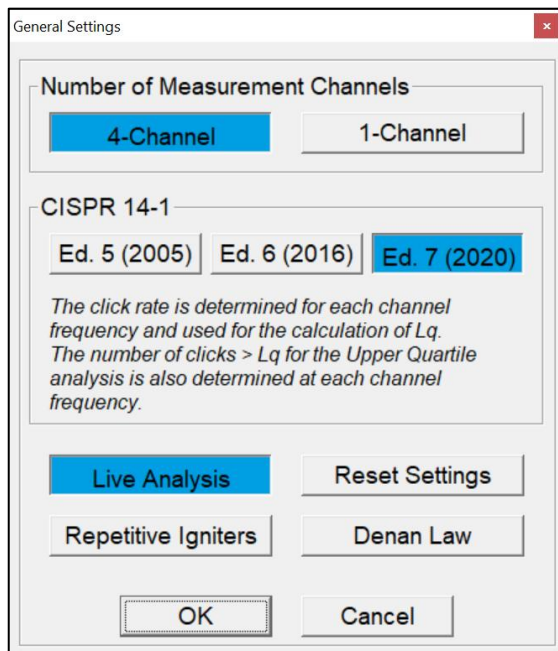 General Settings
Number of Measurement Channels
4-Channel
1-Channel
CISPR 14-1
Ed. 5 (2005)
Ed. 6 (2016)
Ed. 7 (2020)
The click rate is determined for each channel
frequency and used for the calculation of Lq.
The number of clicks > Lq for the Upper Quartile
analysis is also determined at each channel
frequency.
Live Analysis
Reset Settings
Repetitive Igniters
Denan Law
OK
Cancel